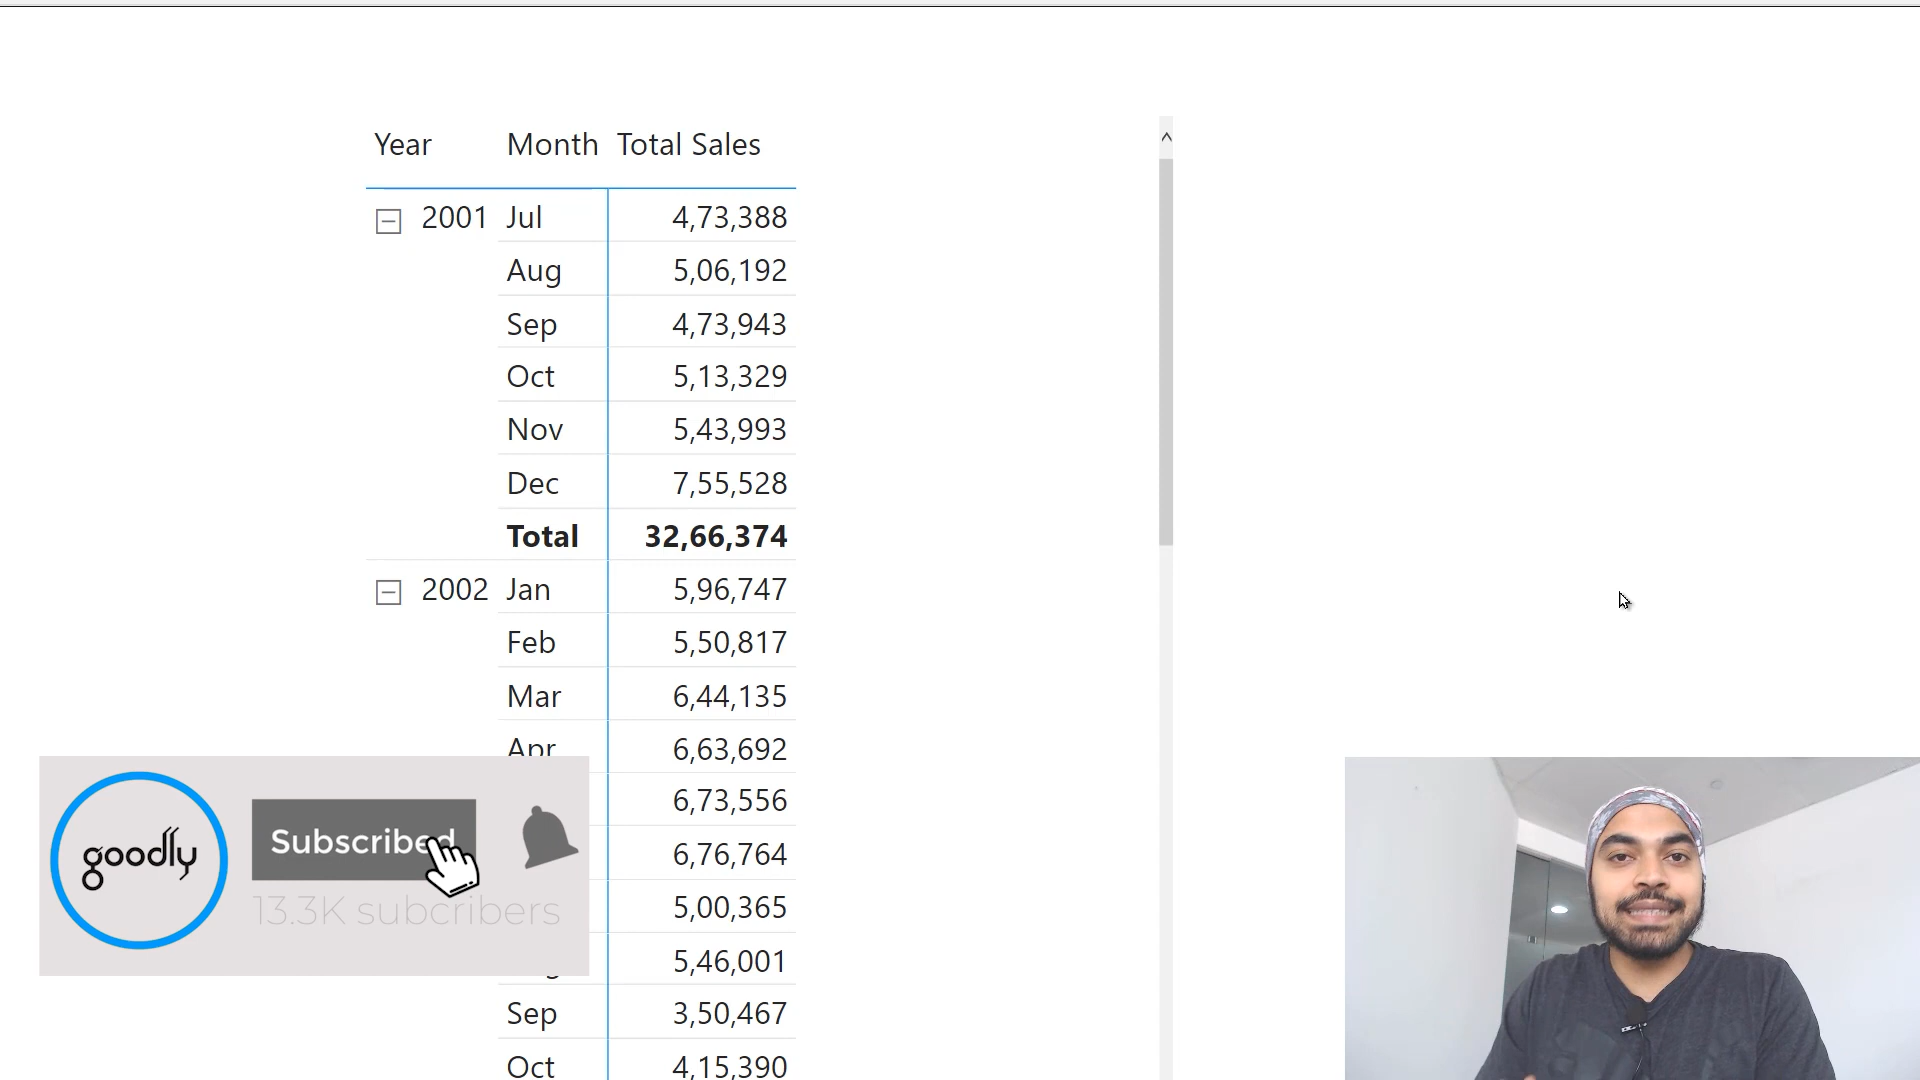 Year Month Total Sales
2001 Jul 4,73,388
Aug 5,06,192
Sep 4,73,943
Oct 5,13,329
Nov 5,43,993
Dec 7,55,528
Total 32,66,374
2002 Jan 5,96,747
Feb 5,50,817
Mar 6,44,135
Apr 6,63,692
6,73,556
6,76,764
5,00,365
5,46,001
Sep 3,50,467
Oct 4,15,390
goodly
Subscribed
13.3K subcribers